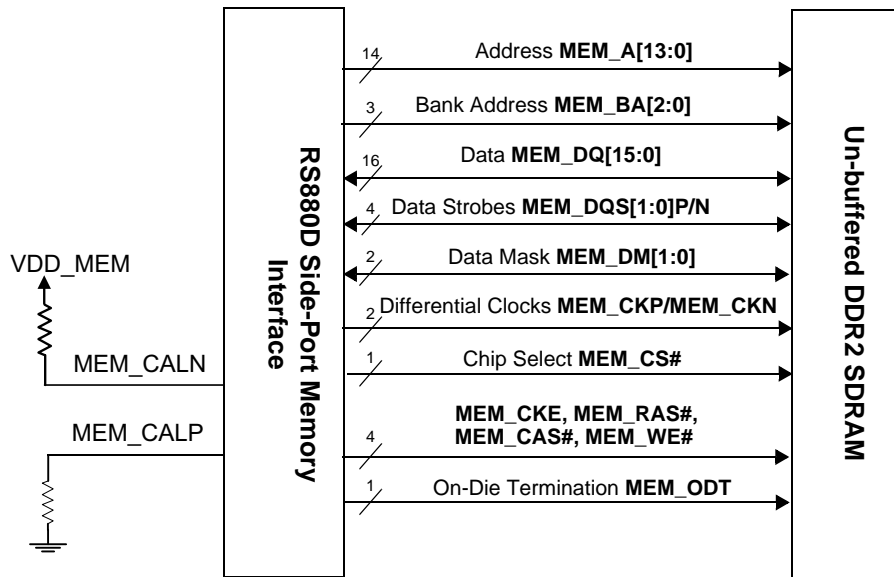 14
Address MEM_A[13:0]
3
Bank Address MEM_BA[2:0]
16
Data MEM_DQ[15:0]
4
Data Strobes MEM_DQS[1:0]P/N
2
Data Mask MEM_DM[1:0]
2
Differential Clocks MEM_CKP/MEM_CKN
1
Chip Select MEM_CS#
MEM_CKE, MEM_RAS#,
MEM_CAS#, MEM_WE#
4
1
On-Die Termination MEM_ODT
RS880D Side-Port Memory
Interface
Un-buffered DDR2 SDRAM
VDD_MEM
MEM_CALN
MEM_CALP